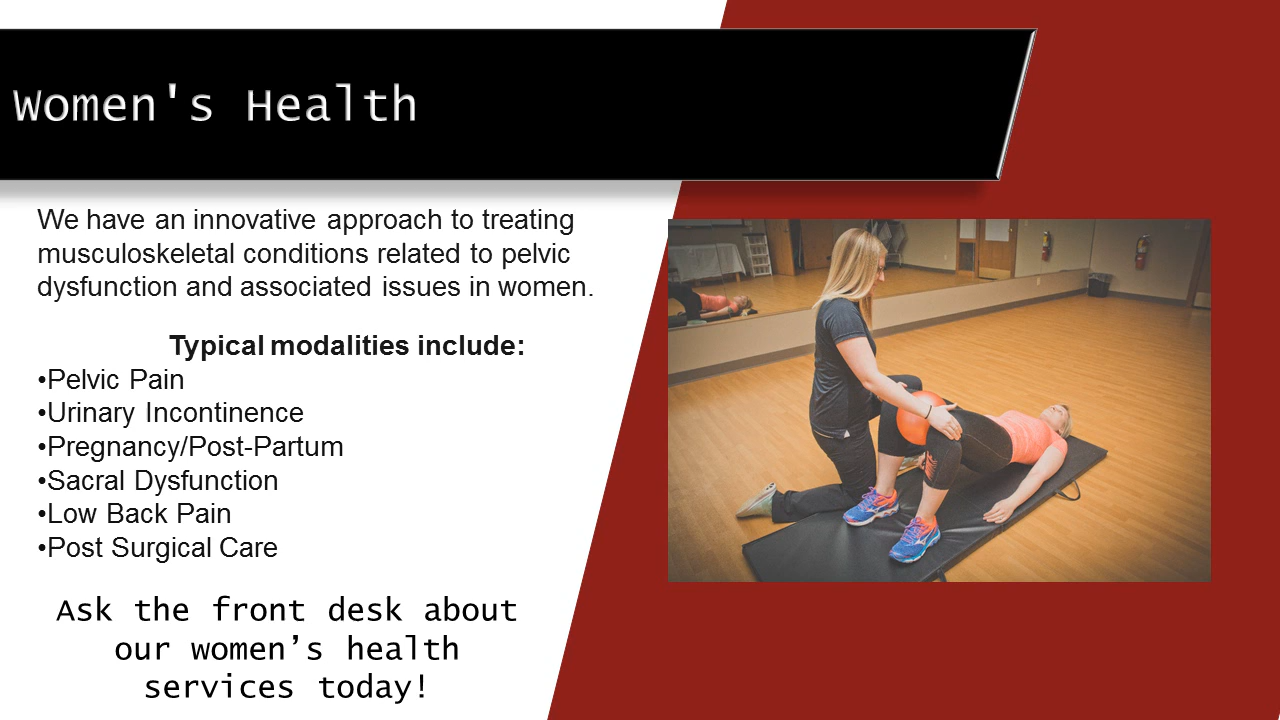 Women's Health
We have an innovative approach to treating
musculoskeletal conditions related to pelvic
dysfunction and associated issues in women.
Typical modalities include:
•Pelvic Pain
•Urinary Incontinence
•Pregnancy/Post-Partum
•Sacral Dysfunction
•Low Back Pain
•Post Surgical Care
Ask the front desk about
our women’s health
services today!